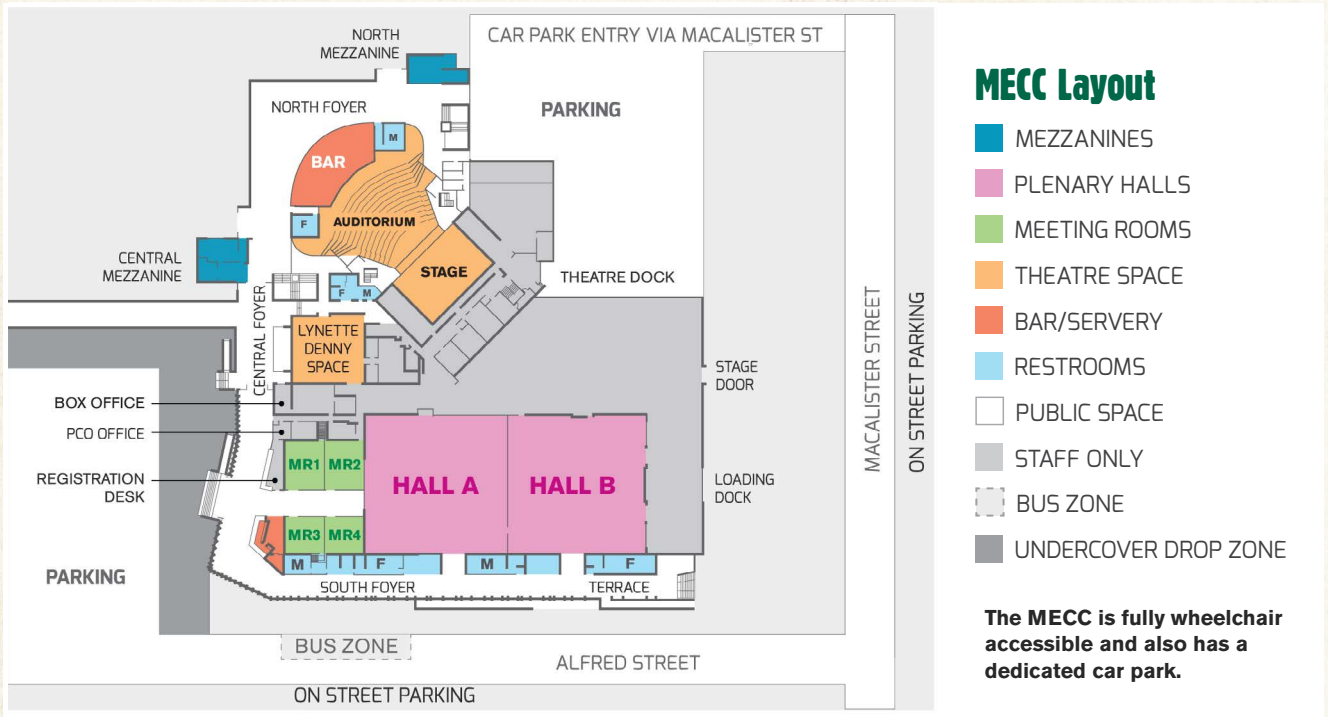 NORTH
MEZZANINE
CAR PARK ENTRY VIA MACALISTER ST
NORTH FOYER
PARKING
M
BAR
F
AUDITORIUM
CENTRAL
MEZZANINE
STAGE
THEATRE DOCK
F M
CENTRAL FOYER
LYNETTE
DENNY
SPACE
STAGE
DOOR
MACALISTER STREET
ON STREET PARKING
BOX OFFICE
PCO OFFICE
REGISTRATION
DESK
MR1 MR2
HALL A
HALL B
LOADING
DOCK
MR3 MR4
M
F
M
F
PARKING
SOUTH FOYER
TERRACE
BUS ZONE
ALFRED STREET
ON STREET PARKING
MECC Layout
MEZZANINES
PLENARY HALLS
MEETING ROOMS
THEATRE SPACE
BAR/SERVERY
RESTROOMS
PUBLIC SPACE
STAFF ONLY
BUS ZONE
UNDERCOVER DROP ZONE
The MECC is fully wheelchair
accessible and also has a
dedicated car park.